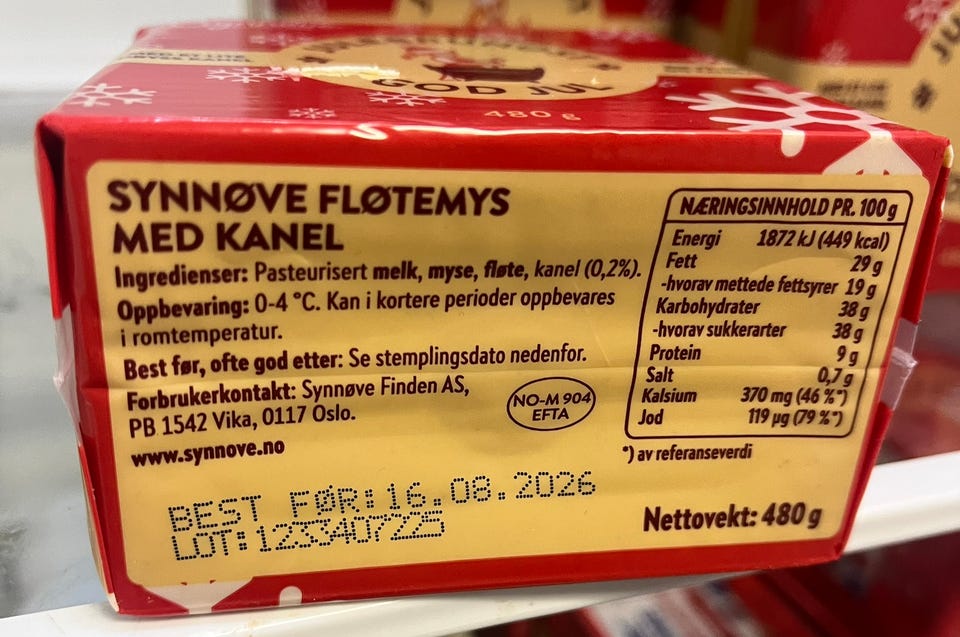 GOD JUL
480 g
SYNNØVE FLØTEMYS
MED KANEL
Ingredienser: Pasteurisert melk, myse, fløte, kanel (0,2%).
Oppbevaring: 0-4 °C. Kan i kortere perioder oppbevares
i romtemperatur.
Best før, ofte god etter: Se stemplingsdato nedenfor.
Forbrukerkontakt: Synnøve Finden AS,
PB 1542 Vika, 0117 Oslo.
www.synnove.no
NO-M 904
EFTA
BEST FØR:16.08.2026
LOT:1233407225
NÆRINGSINNHOLD PR. 100 g
Energi 1872 kJ (449 kcal)
Fett 29 g
-hvorav mettede fettsyrer 19 g
Karbohydrater 38 g
-hvorav sukkerarter 38 g
Protein 9 g
Salt 0,7 g
Kalsium 370 mg (46 %*)
Jod 119 µg (79 %*)
*) av referanseverdi
Nettovekt: 480 g